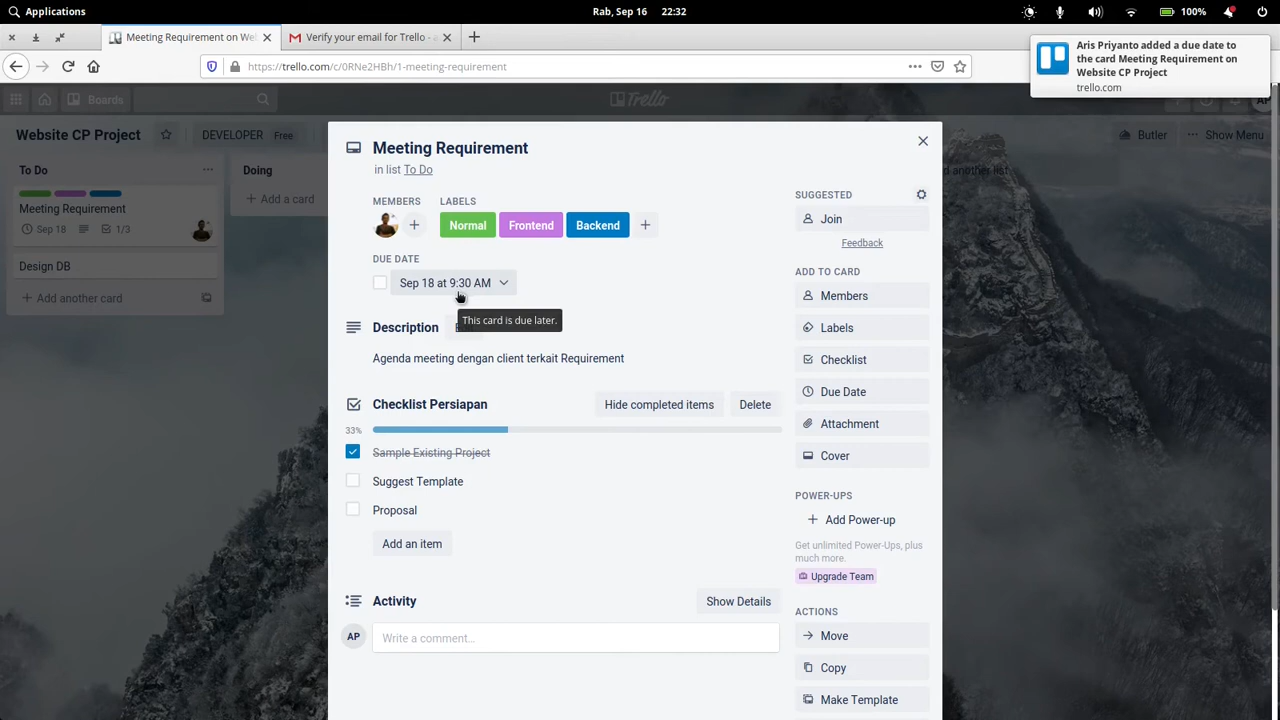 Applications
Rab, Sep 16 22:32
100%
Meeting Requirement on We
Verify your email for Trello - a
https://trello.com/c/0RNe2HBh/1-meeting-requirement
Aris Priyanto added a due date to
the card Meeting Requirement on
Website CP Project
trello.com
Boards
Trello
AP
Website CP Project
DEVELOPER
Free
Butler
Show Menu
To Do
Meeting Requirement
Sep 18
1/3
Design DB
Add another card
Doing
Add a card
d another list
Meeting Requirement
in list To Do
MEMBERS
LABELS
Normal
Frontend
Backend
DUE DATE
Sep 18 at 9:30 AM
This card is due later.
Description
Agenda meeting dengan client terkait Requirement
Checklist Persiapan
Hide completed items
Delete
33%
Sample Existing Project
Suggest Template
Proposal
Add an item
Activity
Show Details
AP
Write a comment…
SUGGESTED
Join
Feedback
ADD TO CARD
Members
Labels
Checklist
Due Date
Attachment
Cover
POWER-UPS
Add Power-up
Get unlimited Power-Ups, plus
much more.
Upgrade Team
ACTIONS
Move
Copy
Make Template